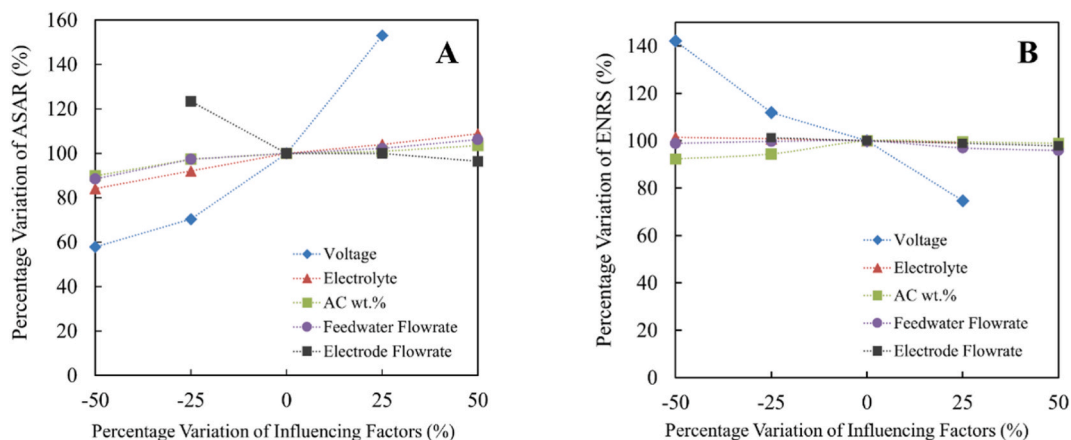 Percentage Variation of ASAR (%)
160
140
120
100
80
60
40
20
0
A
Voltage
Electrolyte
AC wt.%
Feedwater Flowrate
Electrode Flowrate
-50 -25 0 25 50
Percentage Variation of Influencing Factors (%)
Percentage Variation of ENRS (%)
140
120
100
80
60
40
20
0
B
Voltage
Electrolyte
AC wt.%
Feedwater Flowrate
Electrode Flowrate
-50 -25 0 25 50
Percentage Variation of Influencing Factors (%)